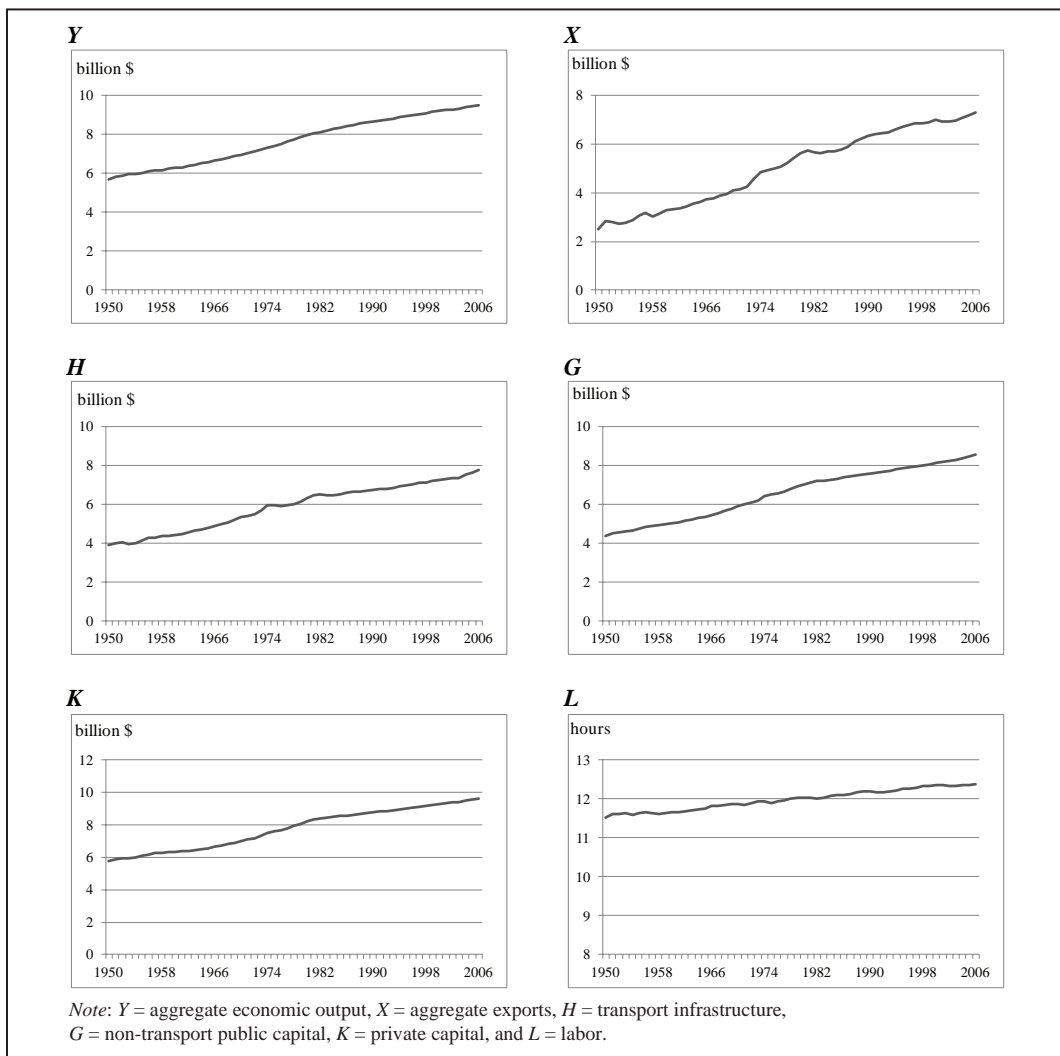 Y
billion $
10
8
6
4
2
0
1950 1958 1966 1974 1982 1990 1998 2006
X
billion $
8
6
4
2
0
1950 1958 1966 1974 1982 1990 1998 2006
H
billion $
10
8
6
4
2
0
1950 1958 1966 1974 1982 1990 1998 2006
G
billion $
10
8
6
4
2
0
1950 1958 1966 1974 1982 1990 1998 2006
K
billion $
12
10
8
6
4
2
0
1950 1958 1966 1974 1982 1990 1998 2006
L
hours
13
12
11
10
9
8
1950 1958 1966 1974 1982 1990 1998 2006
Note: Y = aggregate economic output, X = aggregate exports, H = transport infrastructure,
G = non-transport public capital, K = private capital, and L = labor.